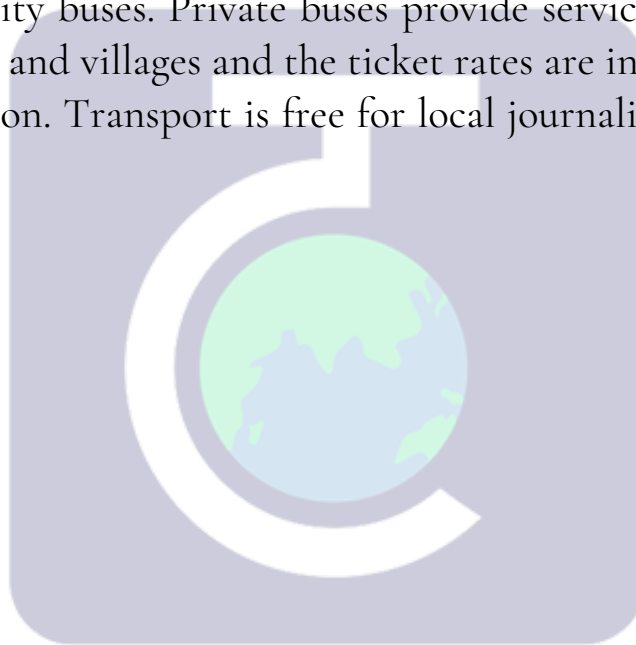 ity buses. Private buses provide servic
and villages and the ticket rates are in
on. Transport is free for local journali